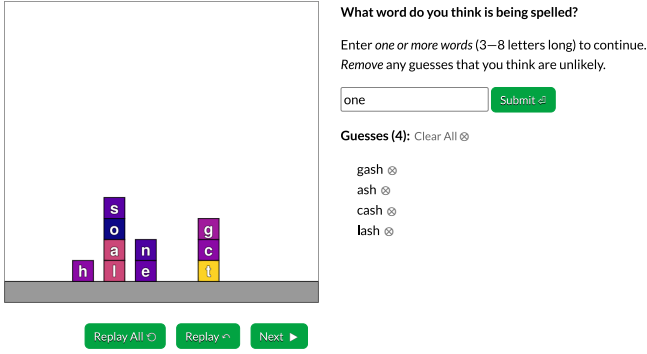 What word do you think is being spelled?
Enter one or more words (3—8 letters long) to continue.
Remove any guesses that you think are unlikely.
one
Submit
Guesses (4): Clear All
gash
ash
cash
lash
s
o
g
a
n
c
h
l
e
t
Replay All
Replay
Next